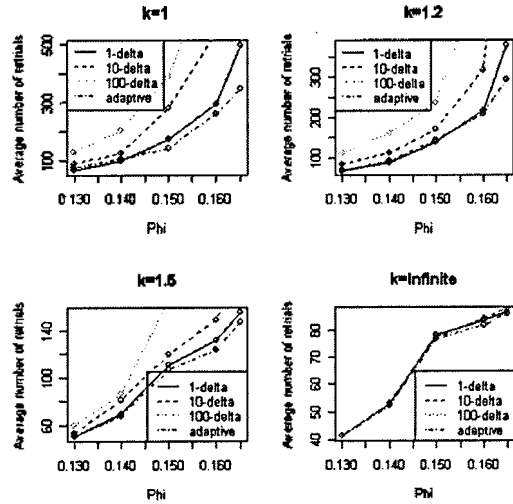 k=1
Average number of retrials
500
300
100
1-delta
10-delta
100-delta
adaptive
0.130 0.140 0.150 0.160
Phi
k=1.2
Average number of retrials
300
200
100
1-delta
10-delta
100-delta
adaptive
0.130 0.140 0.150 0.160
Phi
k=1.5
Average number of retrials
140
100
60
1-delta
10-delta
100-delta
adaptive
0.130 0.140 0.150 0.160
Phi
k=infinite
Average number of retrials
80
70
60
50
40
1-delta
10-delta
100-delta
adaptive
0.130 0.140 0.150 0.160
Phi